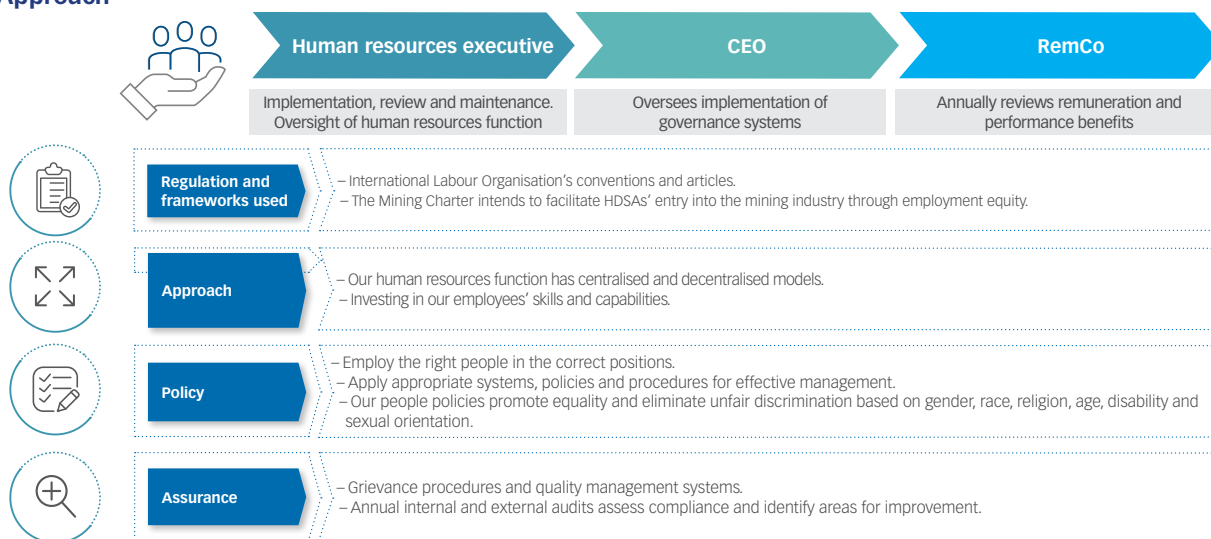 Approach
Human resources executive
CEO
RemCo
Implementation, review and maintenance.
Oversight of human resources function
Oversees implementation of
governance systems
Annually reviews remuneration and
performance benefits
Regulation and
frameworks used
– International Labour Organisation's conventions and articles.
– The Mining Charter intends to facilitate HDSAs' entry into the mining industry through employment equity.
Approach
– Our human resources function has centralised and decentralised models.
– Investing in our employees' skills and capabilities.
Policy
– Employ the right people in the correct positions.
– Apply appropriate systems, policies and procedures for effective management.
– Our people policies promote equality and eliminate unfair discrimination based on gender, race, religion, age, disability and
sexual orientation.
Assurance
– Grievance procedures and quality management systems.
– Annual internal and external audits assess compliance and identify areas for improvement.